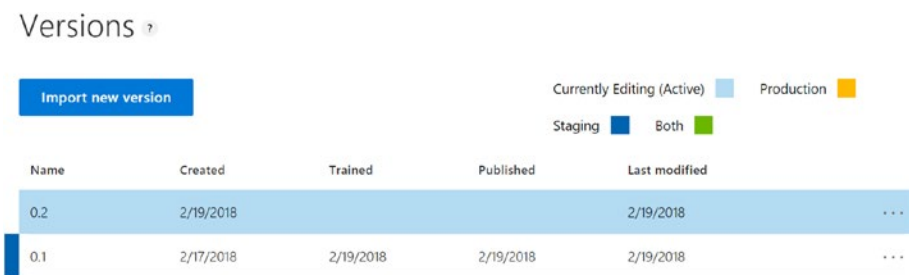 Versions ?
Import new version
Currently Editing (Active) Production
Staging Both
Name Created Trained Published Last modified
0.2 2/19/2018 2/19/2018 ...
0.1 2/17/2018 2/19/2018 2/19/2018 2/19/2018 ...